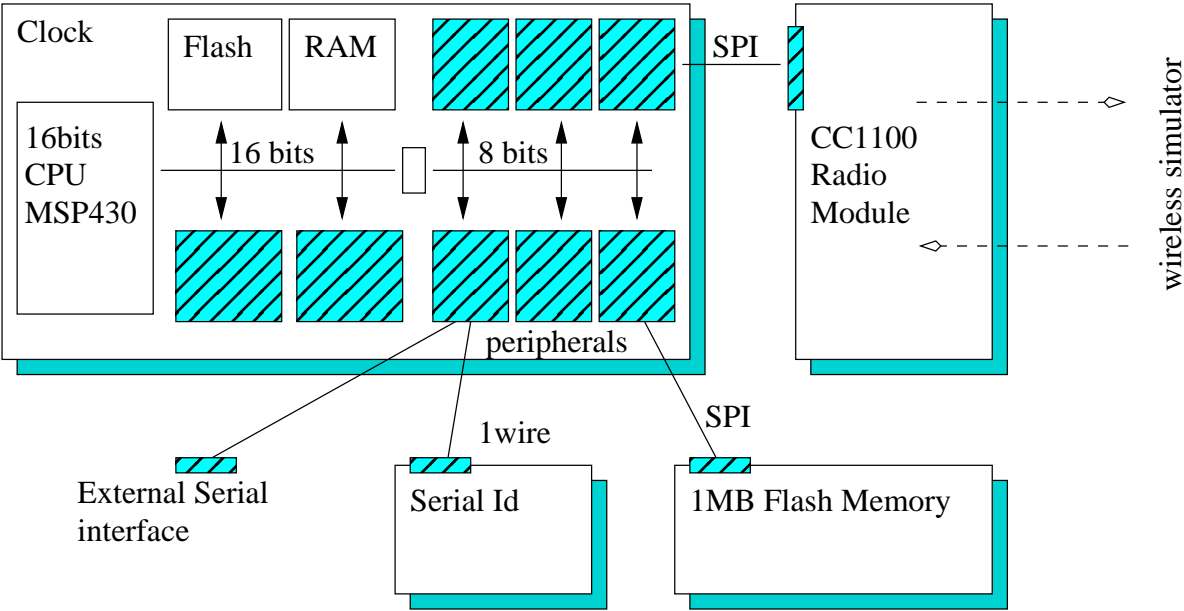 Clock
Flash
RAM
SPI
16bits
CPU
MSP430
16 bits
8 bits
CC1100
Radio
Module
wireless simulator
peripherals
1wire
SPI
External Serial
interface
Serial Id
1MB Flash Memory